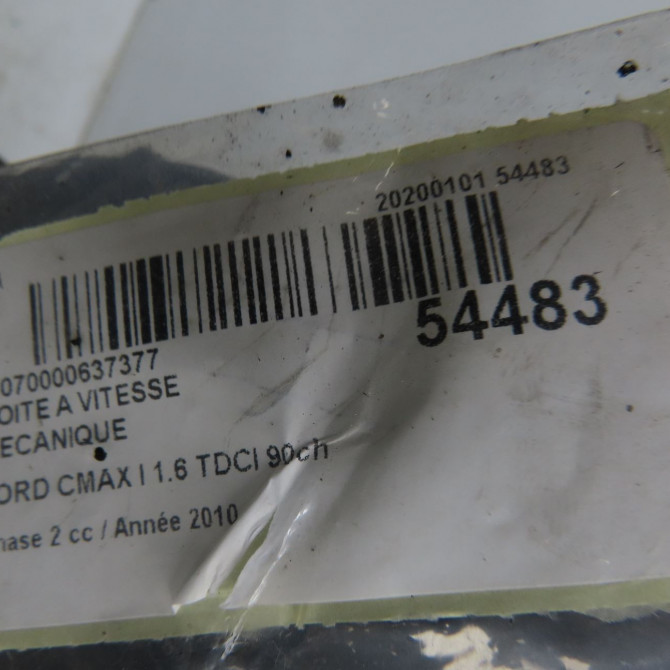 20200101 54483
54483
070000637377
OITE A VITESSE
ECANIQUE
ORD CMAX I 1.6 TDCI 90ch
hase 2 cc / Année 2010